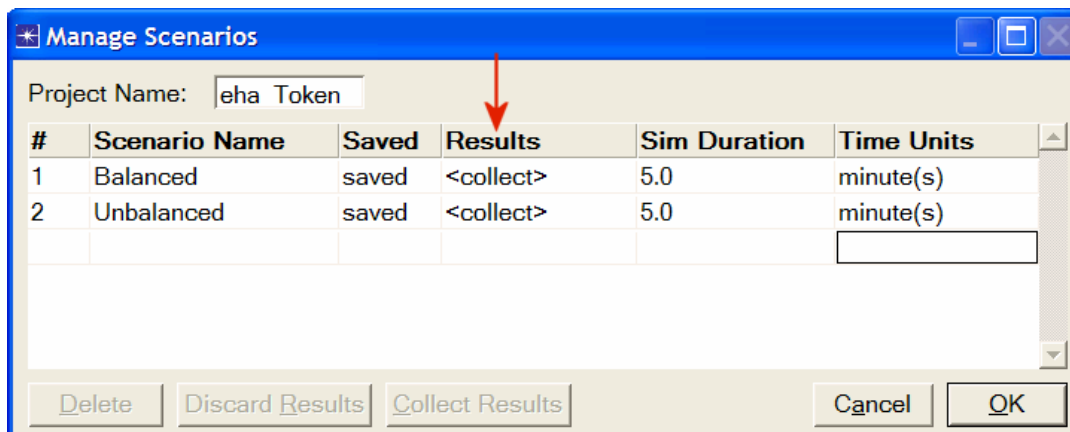 Manage Scenarios
Project Name: eha Token
# Scenario Name Saved Results Sim Duration Time Units
1 Balanced saved <collect> 5.0 minute(s)
2 Unbalanced saved <collect> 5.0 minute(s)
Delete Discard Results Collect Results Cancel OK